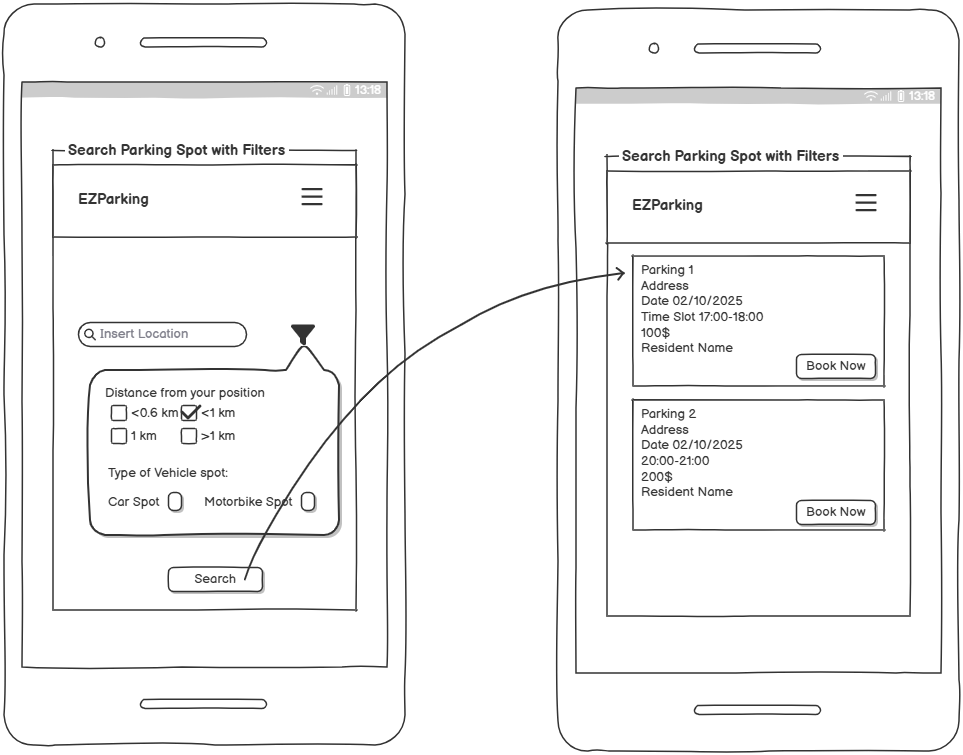 13:18
Search Parking Spot with Filters
EZParking
Insert Location
Distance from your position
<0.6 km <1 km
1 km >1 km
Type of Vehicle spot:
Car Spot Motorbike Spot
Search
13:18
Search Parking Spot with Filters
EZParking
Parking 1
Address
Date 02/10/2025
Time Slot 17:00-18:00
100$
Resident Name
Book Now
Parking 2
Address
Date 02/10/2025
20:00-21:00
200$
Resident Name
Book Now